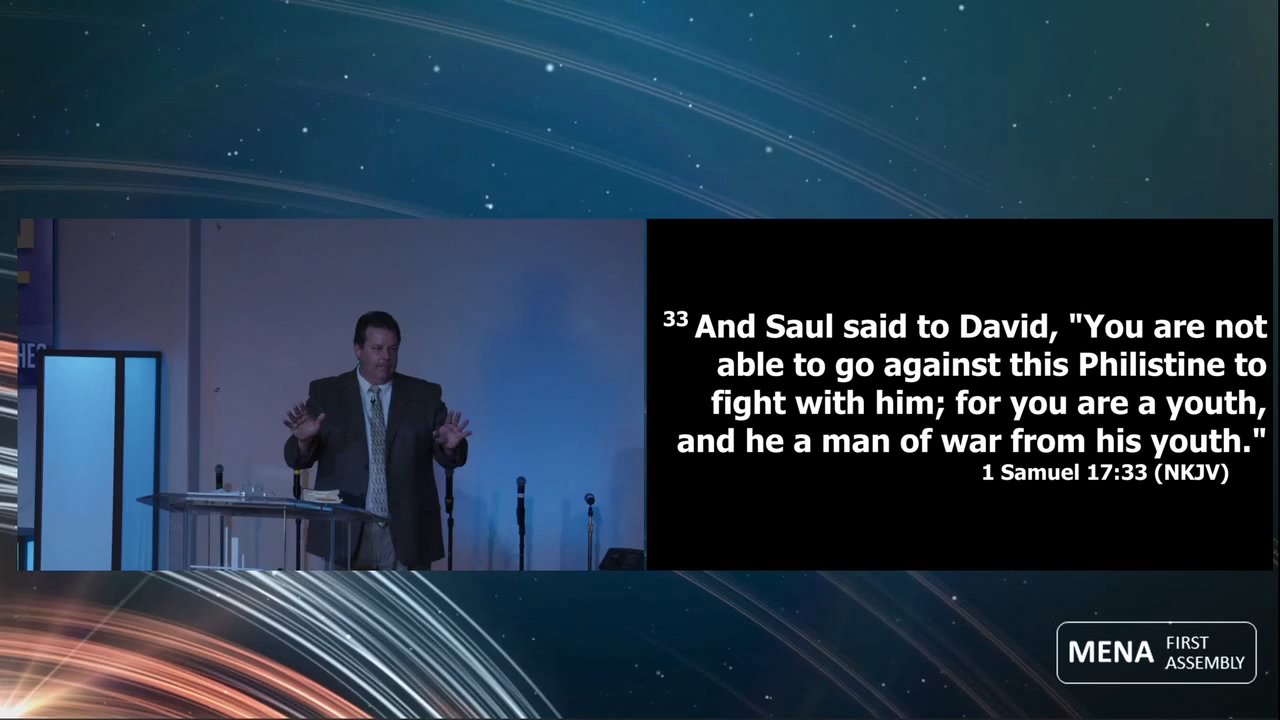 33 And Saul said to David, "You are not
able to go against this Philistine to
fight with him; for you are a youth,
and he a man of war from his youth."
1 Samuel 17:33 (NKJV)
MENA FIRST
ASSEMBLY